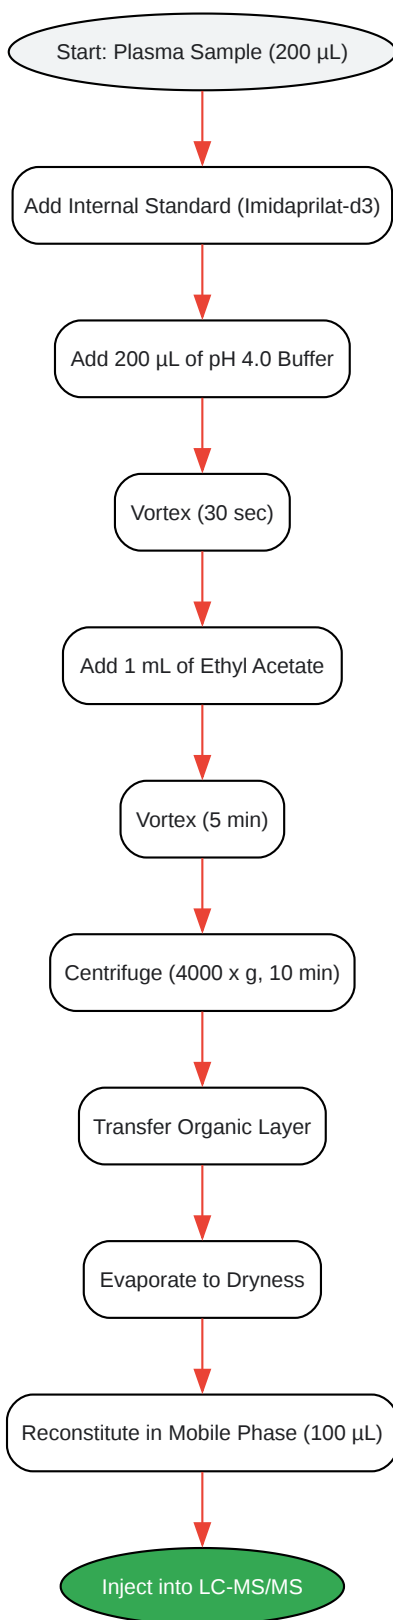 Start: Plasma Sample (200 µL)
Add Internal Standard (Imidaprilat-d3)
Add 200 µL of pH 4.0 Buffer
Vortex (30 sec)
Add 1 mL of Ethyl Acetate
Vortex (5 min)
Centrifuge (4000 x g, 10 min)
Transfer Organic Layer
Evaporate to Dryness
Reconstitute in Mobile Phase (100 µL)
Inject into LC-MS/MS